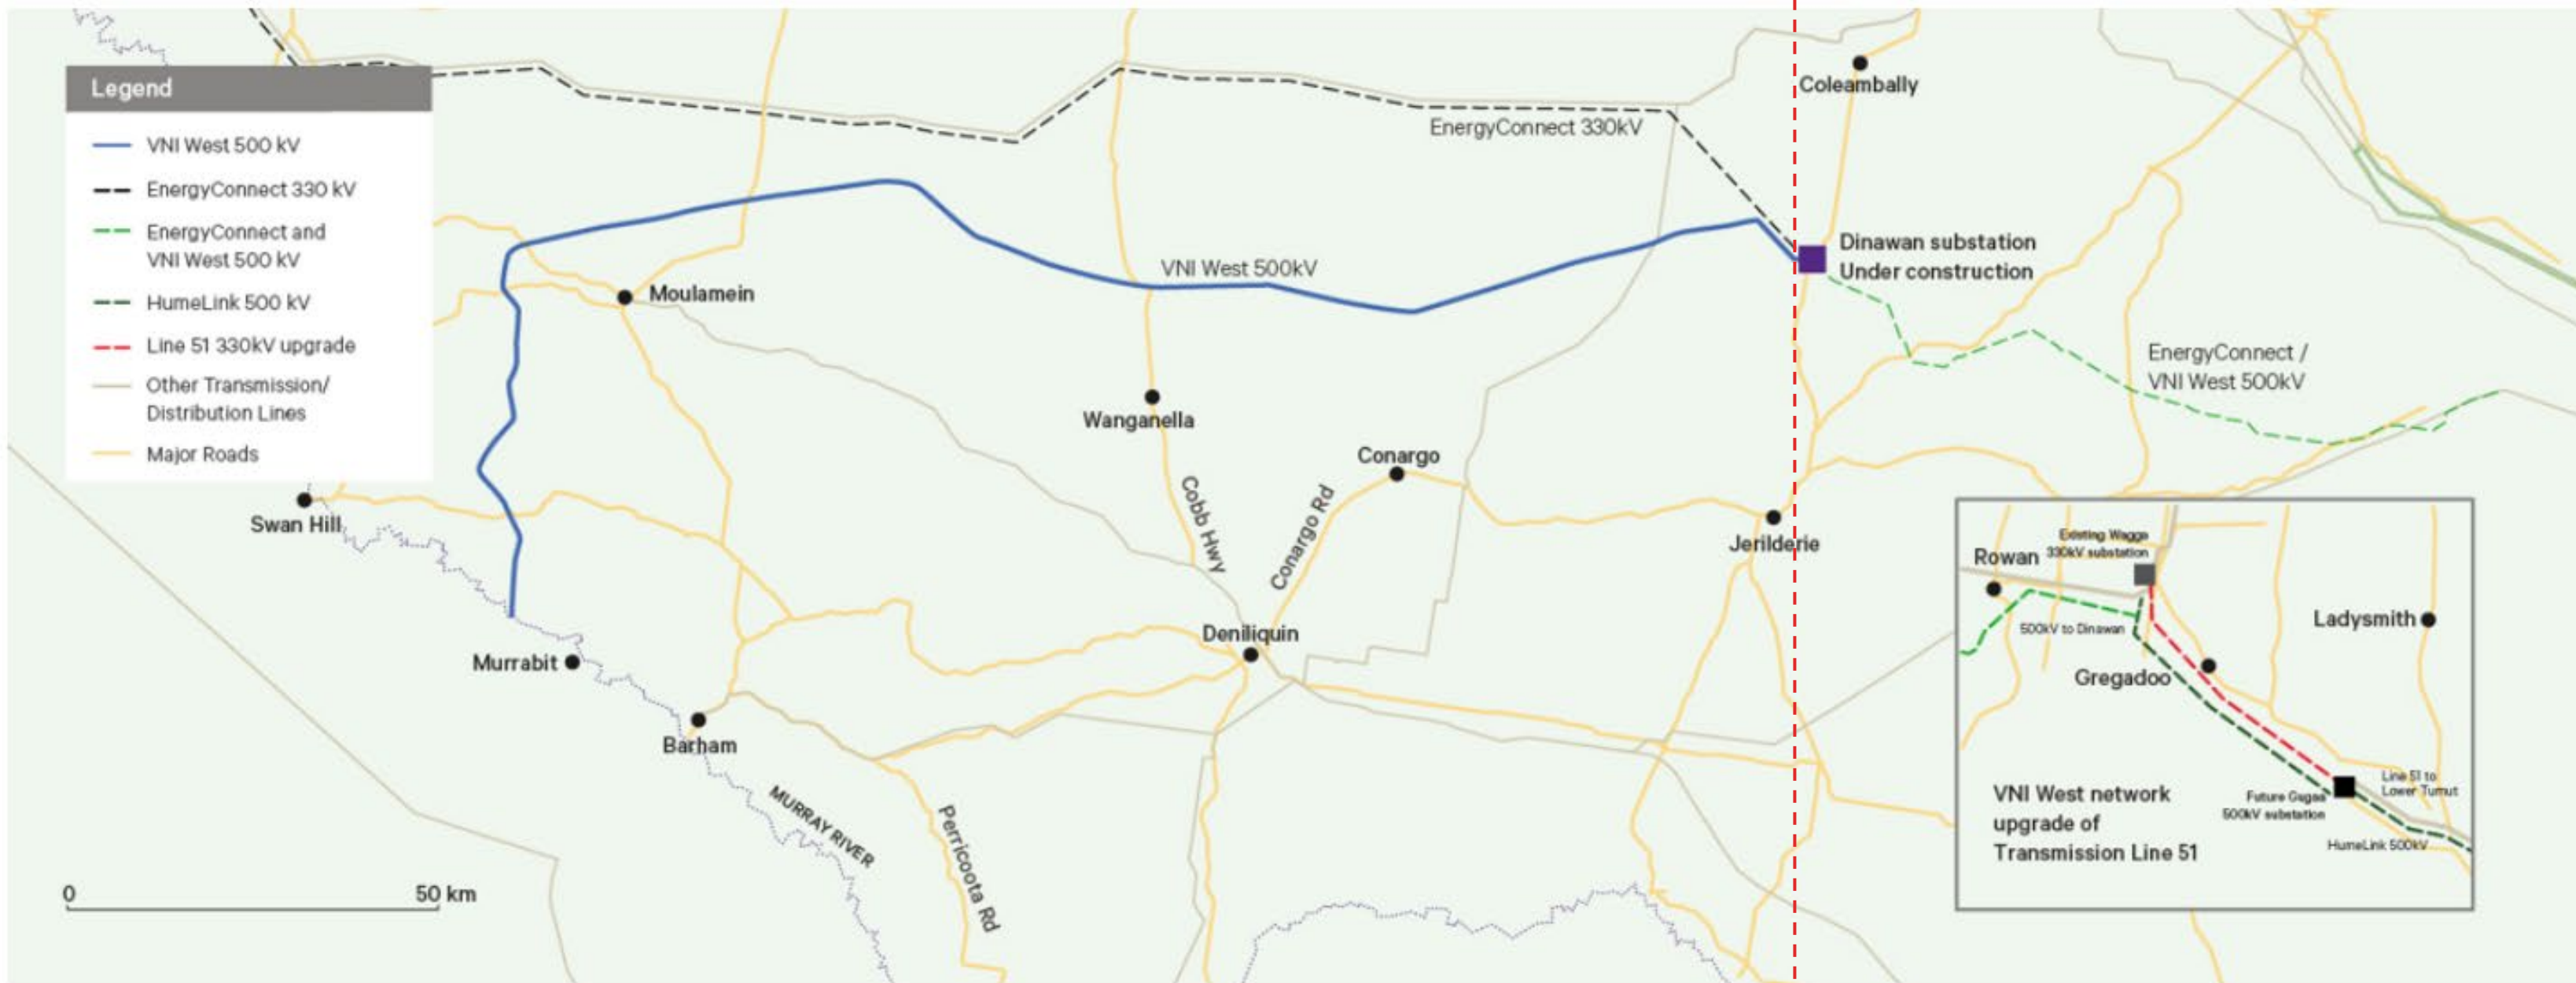 Legend
VNI West 500 kV
EnergyConnect 330 kV
EnergyConnect and
VNI West 500 kV
HumeLink 500 kV
Line 51 330kV upgrade
Other Transmission/
Distribution Lines
Major Roads
Coleambally
EnergyConnect 330kV
Dinawan substation
Under construction
VNI West 500kV
Moulamein
EnergyConnect /
VNI West 500kV
Wanganella
Conargo
Cobb Hwy
Conargo Rd
Swan Hill
Jerilderie
Deniliquin
Murrabit
Barham
MURRAY RIVER
Perricoota Rd
0
50 km
Existing Wagga
330kV substation
Rowan
Ladysmith
500kV to Dinawan
Gregadoo
Line 51 to
Lower Tumut
Future Gugaa
500kV substation
HumeLink 500kV
VNI West network
upgrade of
Transmission Line 51